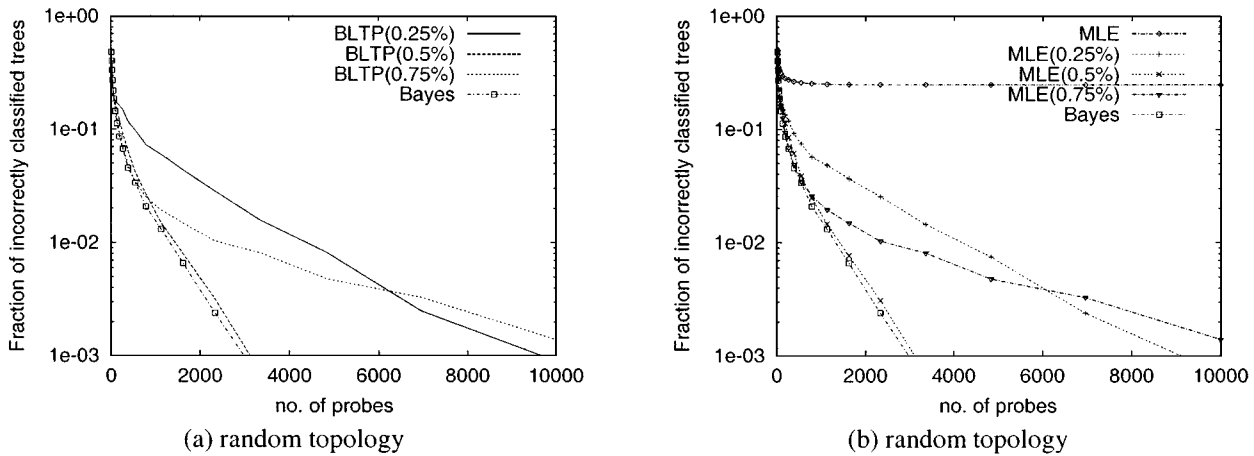 Fraction of incorrectly classified trees
1e+00
1e-01
1e-02
1e-03
BLTP(0.25%)
BLTP(0.5%)
BLTP(0.75%)
Bayes
0 2000 4000 6000 8000 10000
no. of probes
(a) random topology
Fraction of incorrectly classified trees
1e+00
1e-01
1e-02
1e-03
MLE
MLE(0.25%)
MLE(0.5%)
MLE(0.75%)
Bayes
0 2000 4000 6000 8000 10000
no. of probes
(b) random topology